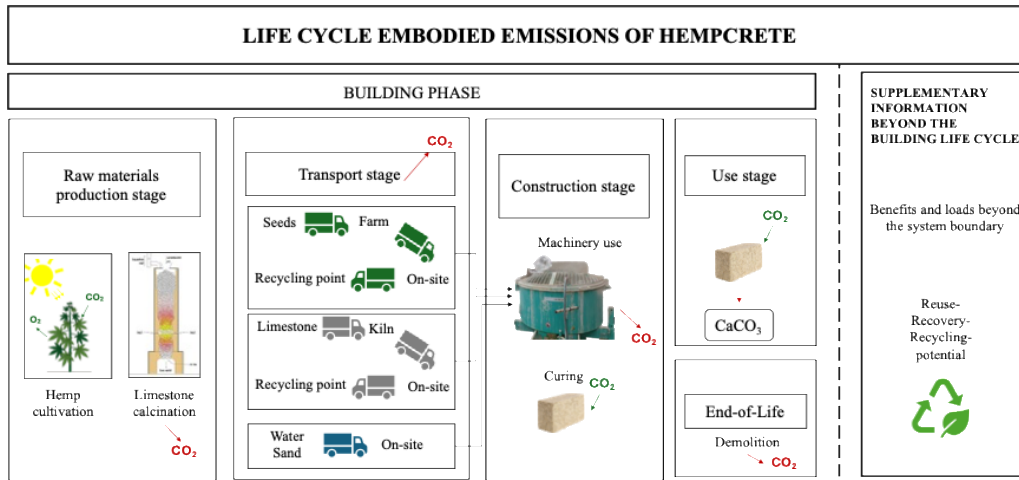 LIFE CYCLE EMBODIED EMISSIONS OF HEMPCRETE
BUILDING PHASE
Raw materials
production stage
CO₂
O₂
Hemp
cultivation
Limestone
calcination
CO₂
CO₂
Transport stage
Seeds
Farm
Recycling point
On-site
Limestone
Kiln
Recycling point
On-site
Water
Sand
On-site
Construction stage
Machinery use
CO₂
Curing
CO₂
Use stage
CO₂
CaCO₃
End-of-Life
Demolition
CO₂
SUPPLEMENTARY
INFORMATION
BEYOND THE
BUILDING LIFE CYCLE
Benefits and loads beyond
the system boundary
Reuse-
Recovery-
Recycling-
potential